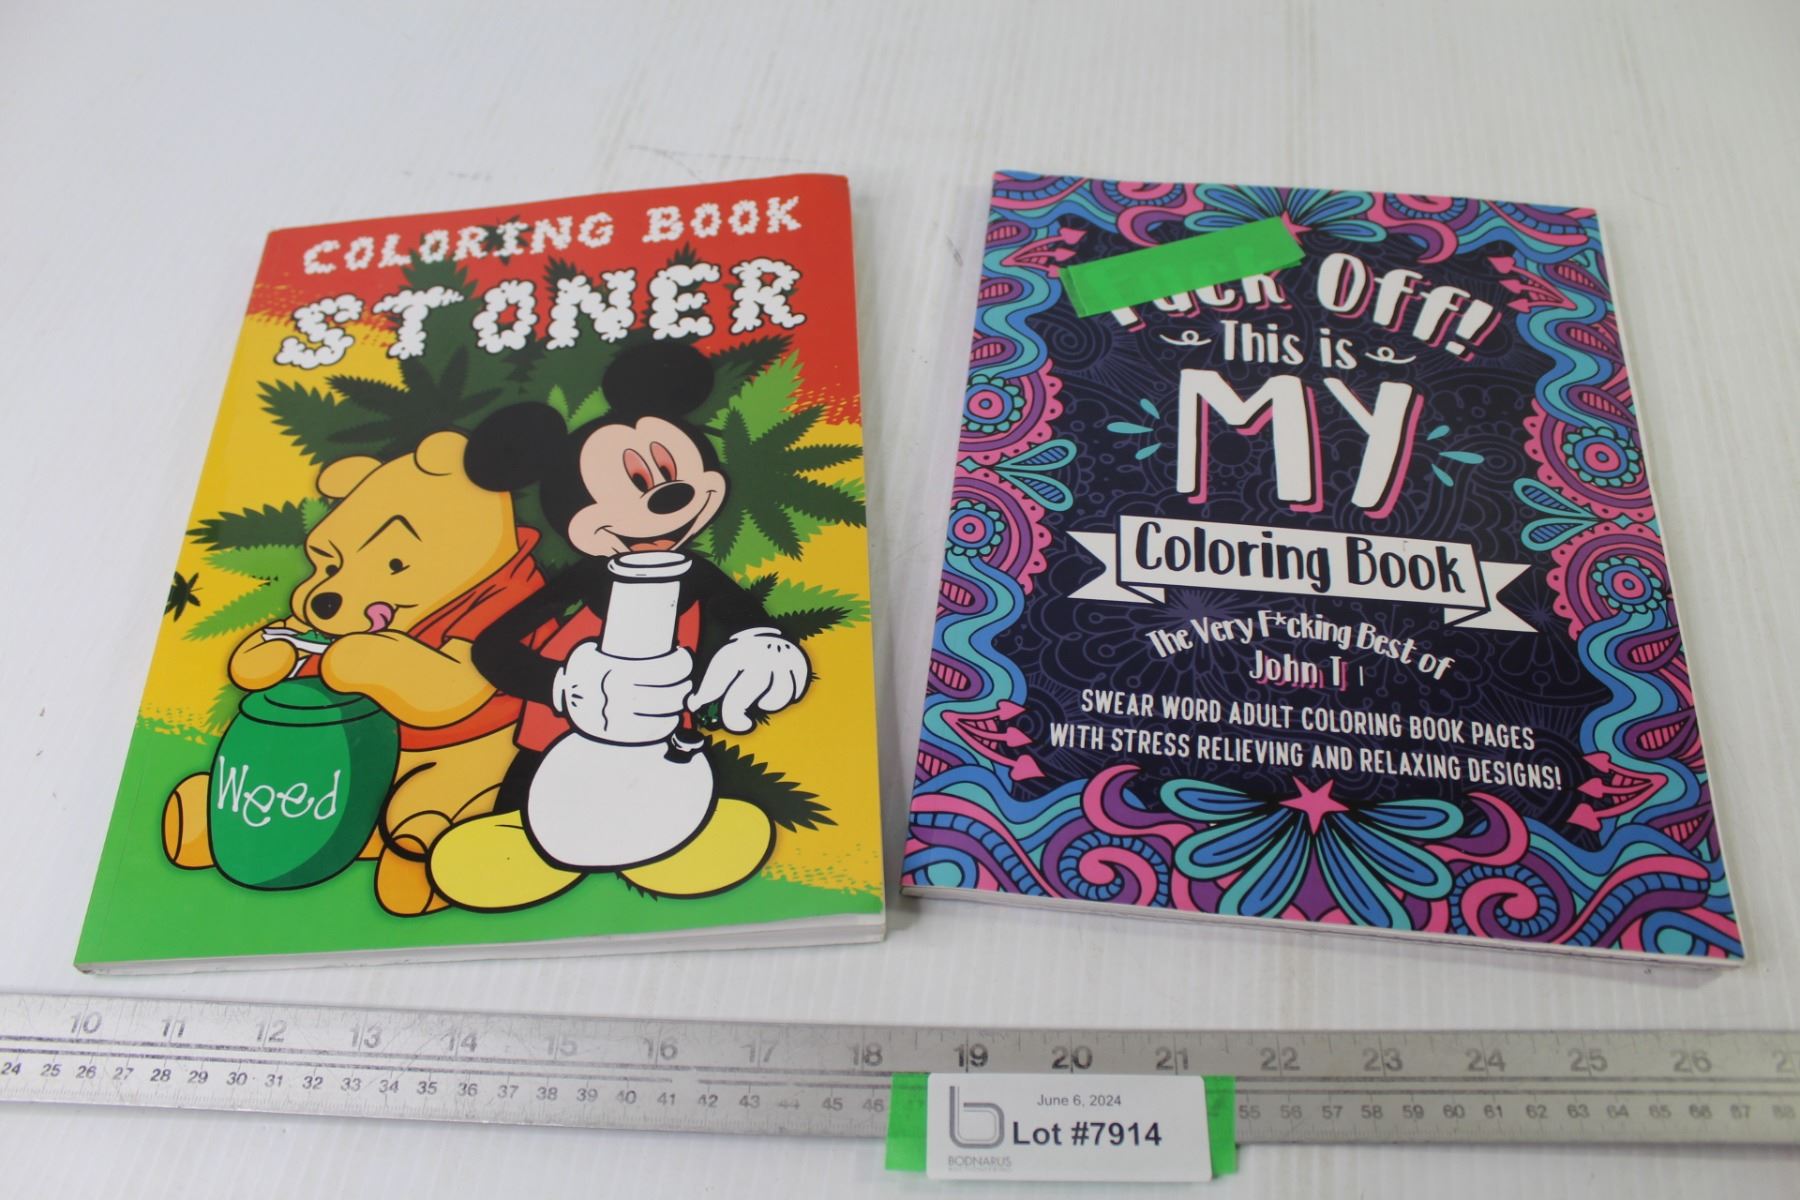 COLORING BOOK
STONER
Weed
Fuck Off!
This is
MY
Coloring Book
The Very F*cking Best of
John T
SWEAR WORD ADULT COLORING BOOK PAGES
WITH STRESS RELIEVING AND RELAXING DESIGNS!
10 11 12 13 14 15 16 17 18 19 20 21 22 23 24 25 26
24 25 26 27 28 29 30 31 32 33 34 35 36 37 38 39 40 41 42 43 44 45 46 55 56 57 58 59 60 61 62 63 64 65 66 67 68
June 6, 2024
Lot #7914
BODNARUS
AUCTIONEERING